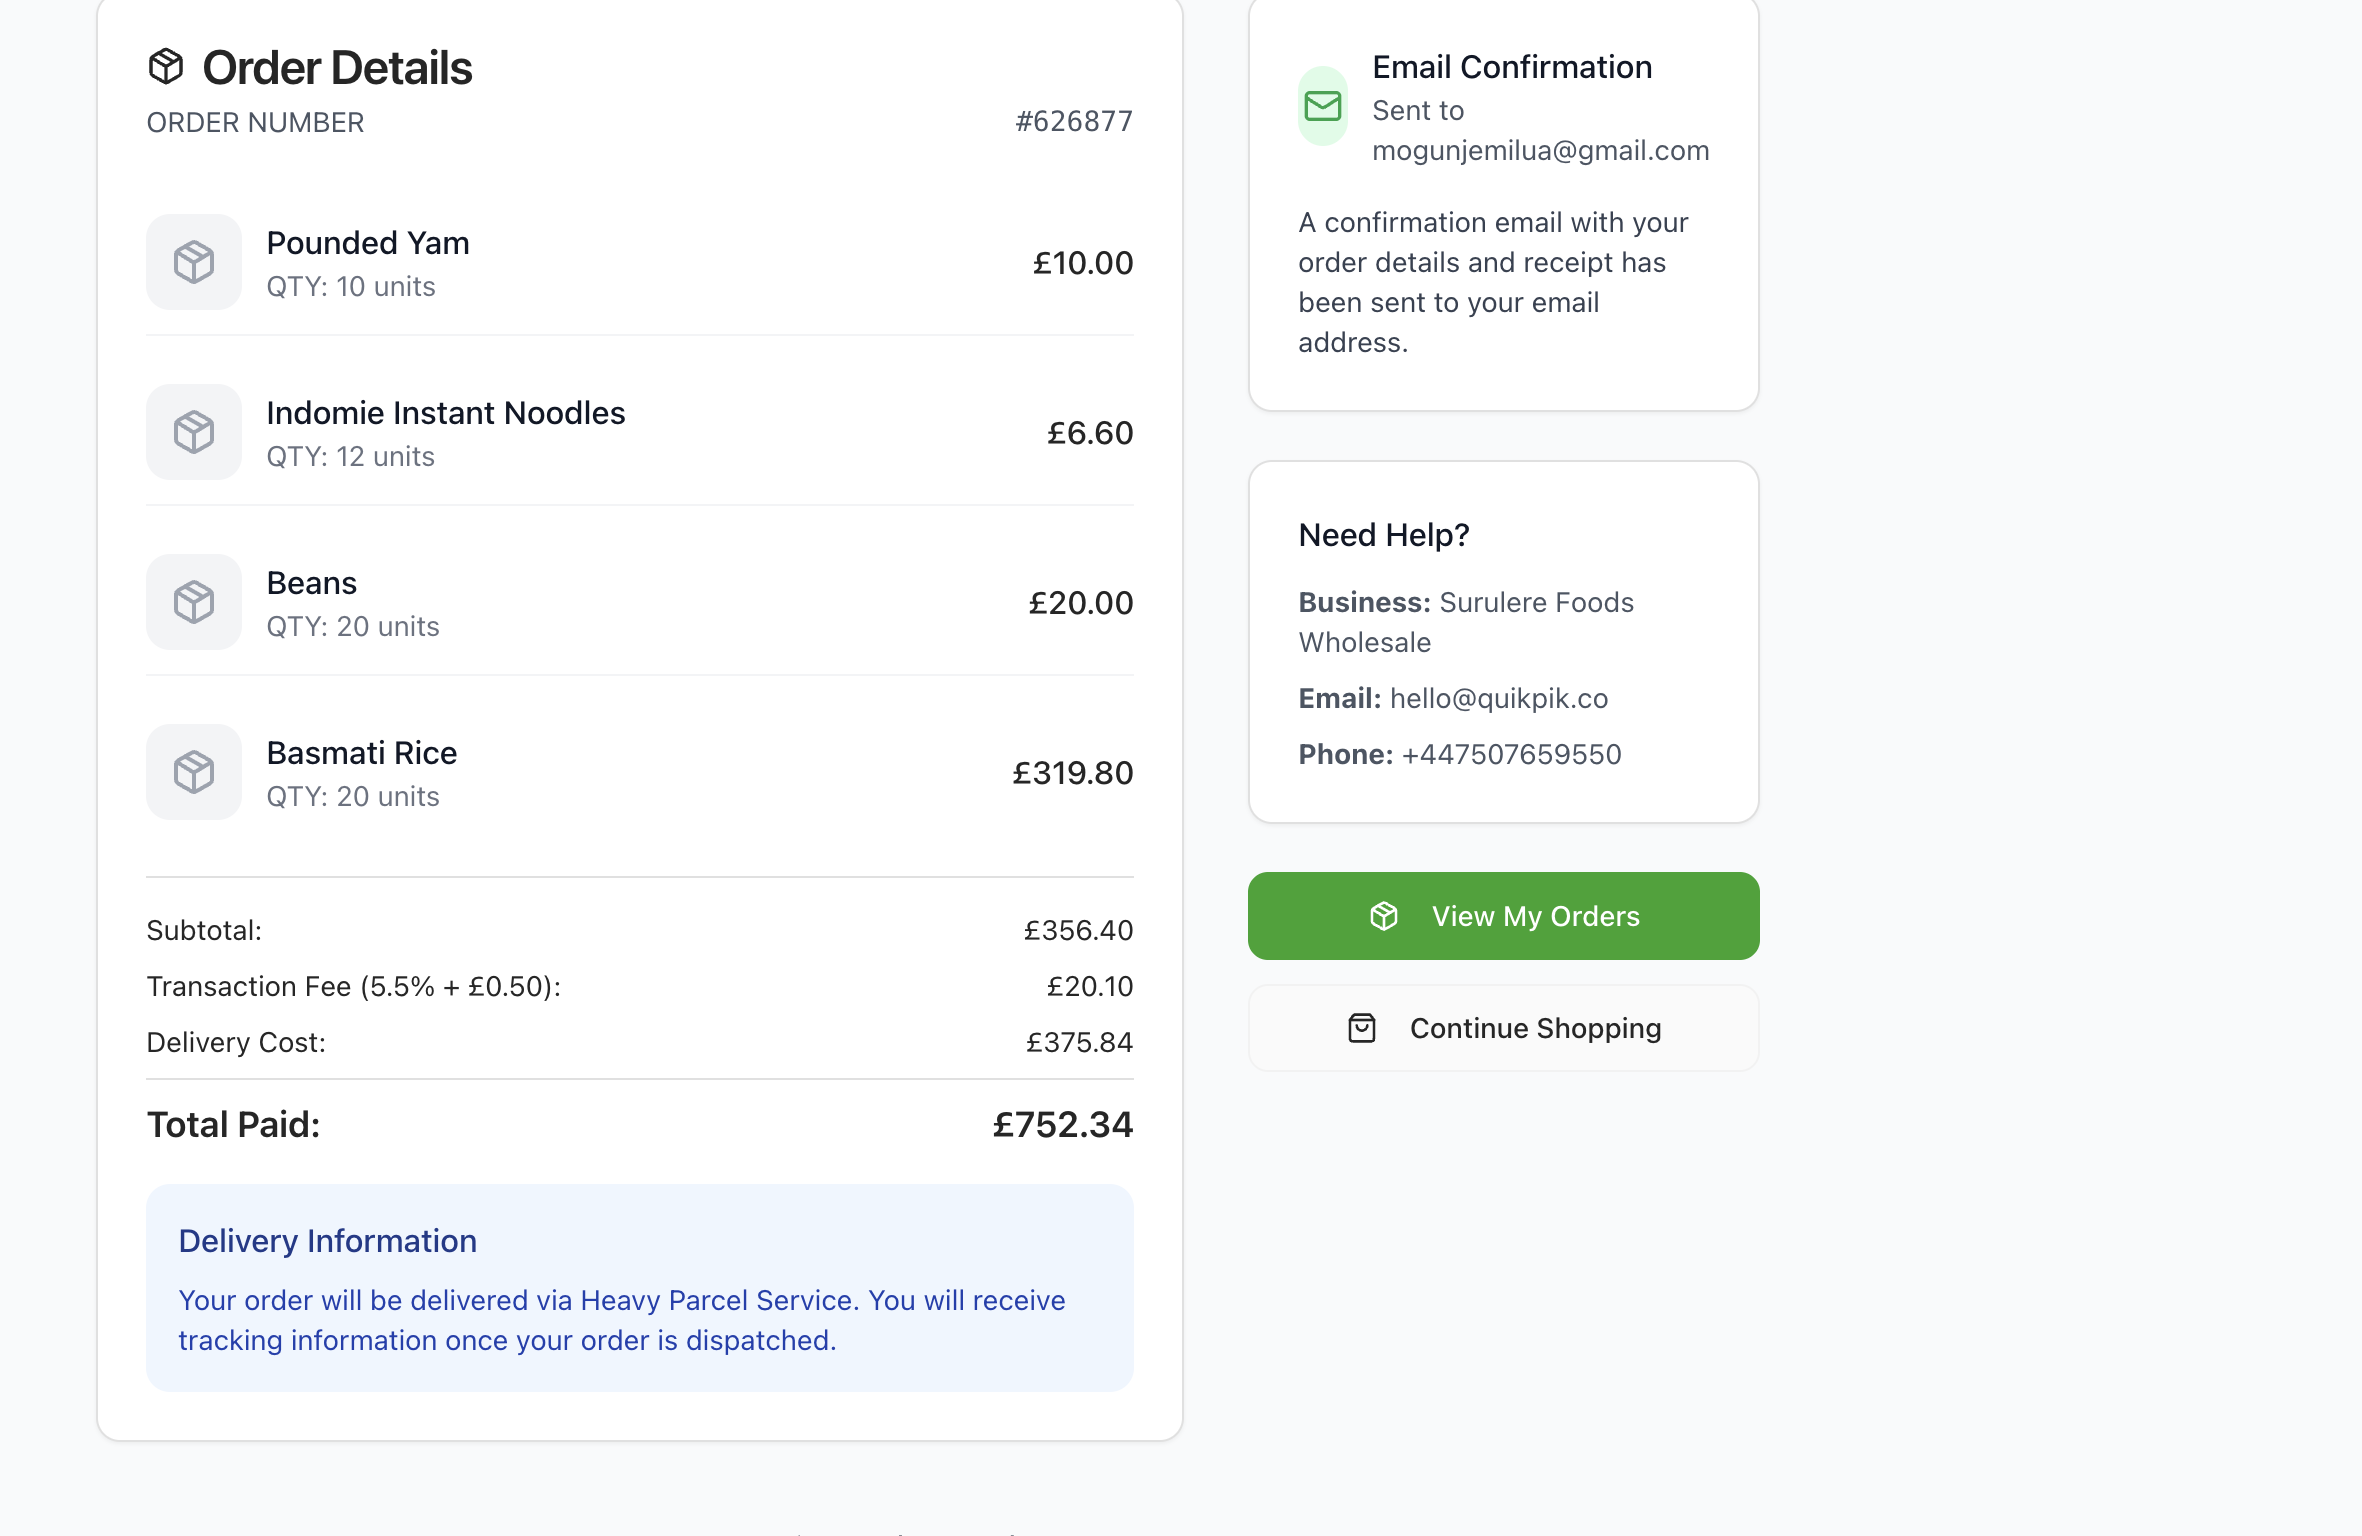 Order Details
ORDER NUMBER
#626877
Pounded Yam
QTY: 10 units
£10.00
Indomie Instant Noodles
QTY: 12 units
£6.60
Beans
QTY: 20 units
£20.00
Basmati Rice
QTY: 20 units
£319.80
Subtotal:
£356.40
Transaction Fee (5.5% + £0.50):
£20.10
Delivery Cost:
£375.84
Total Paid:
£752.34
Delivery Information
Your order will be delivered via Heavy Parcel Service. You will receive
tracking information once your order is dispatched.
Email Confirmation
Sent to
mogunjemilua@gmail.com
A confirmation email with your
order details and receipt has
been sent to your email
address.
Need Help?
Business: Surulere Foods
Wholesale
Email: hello@quikpik.co
Phone: +447507659550
View My Orders
Continue Shopping